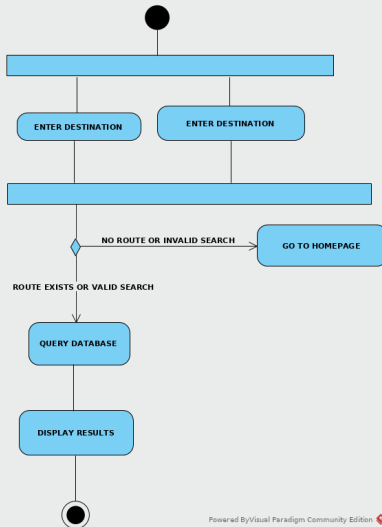 ENTER DESTINATION
ENTER DESTINATION
NO ROUTE OR INVALID SEARCH
GO TO HOMEPAGE
ROUTE EXISTS OR VALID SEARCH
QUERY DATABASE
DISPLAY RESULTS
Powered ByVisual Paradigm Community Edition